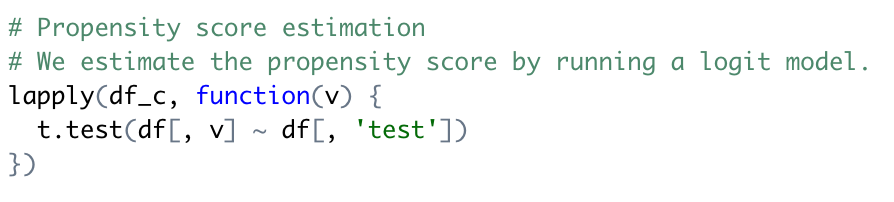 # Propensity score estimation
# We estimate the propensity score by running a logit model.
lapply(df_c, function(v) {
  t.test(df[, v] ~ df[, 'test'])
})